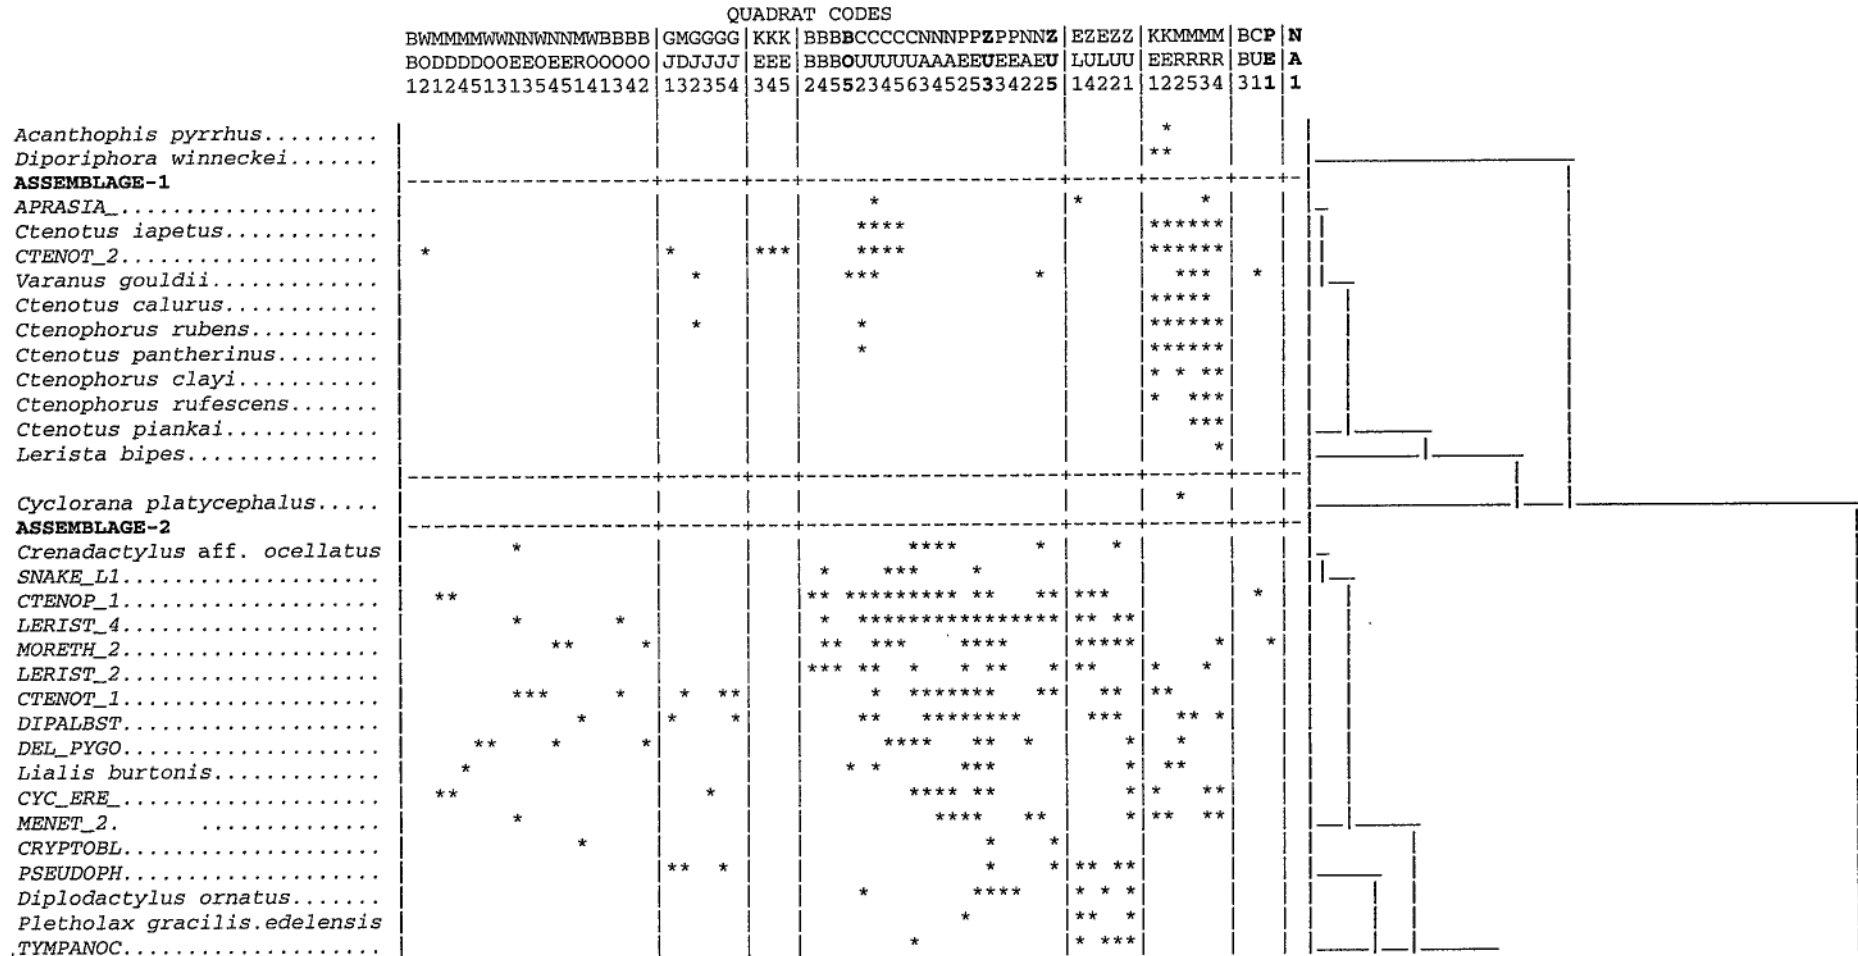 QUADRAT CODES
BWMMMMWWNNWNNMWBBBB|GMGGGG|KKK|BBBBCCCCCNNNPPZPPNNZ|EZEZZ|KKMMMM|BCP|N
BODDDDOOEEOEEROOOOO|JDJJJJ|EEE|BBBOUUUUUAAAEEUEEAEU|LULUU|EERRRR|BUE|A
1212451313545141342|132354|345|24552345634525334225|14221|122534|311|1
Acanthophis pyrrhus......... *
Diporiphora winneckei....... **
ASSEMBLAGE-1
APRASIA_.................... * * *
Ctenotus iapetus............ **** ******
CTENOT_2.................... * * *** **** ******
Varanus gouldii............. * *** * *** *
Ctenotus calurus............ *****
Ctenophorus rubens.......... * * ******
Ctenotus pantherinus........ * ******
Ctenophorus clayi........... * * **
Ctenophorus rufescens....... * ***
Ctenotus piankai............ ***
Lerista bipes............... *
Cyclorana platycephalus..... *
ASSEMBLAGE-2
Crenadactylus aff. ocellatus * **** * *
SNAKE_L1.................... * *** *
CTENOP_1.................... ** ** ********* ** ** *** *
LERIST_4.................... * * * **************** ** **
MORETH_2.................... ** * ** *** **** ***** * *
LERIST_2.................... *** ** * * ** * ** * *
CTENOT_1.................... *** * * ** * ******* ** ** **
DIPALBST.................... * * * ** ******** *** ** *
DEL_PYGO.................... ** * * **** ** * * *
Lialis burtonis............. * * * *** * **
CYC_ERE_.................... ** * **** ** * * **
MENET_2. .............. * **** ** * ** **
CRYPTOBL.................... * * *
PSEUDOPH.................... ** * * * ** **
Diplodactylus ornatus....... * **** * * *
Pletholax gracilis.edelensis * ** *
TYMPANOC.................... * * ***